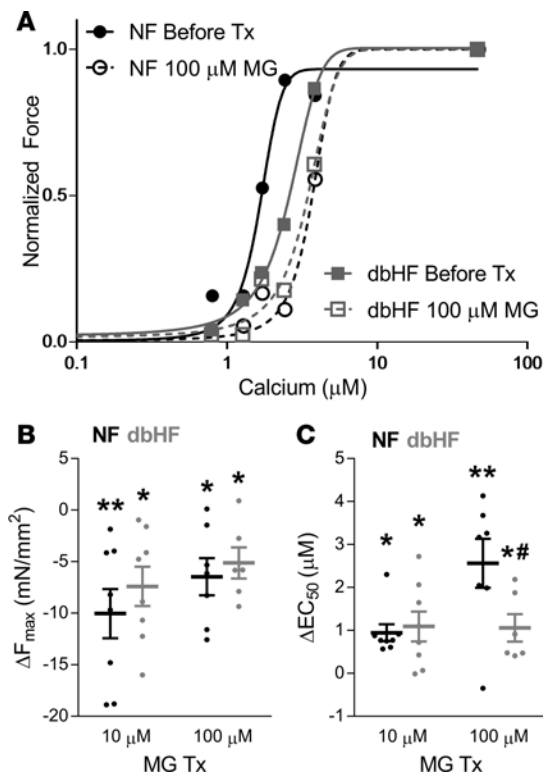 A
NF Before Tx
NF 100 μM MG
dbHF Before Tx
dbHF 100 μM MG
Normalized Force
1.0
0.5
0.0
0.1
1
10
100
Calcium (μM)
B
NF dbHF
ΔFmax (mN/mm²)
5
0
-5
-10
-15
-20
**
*
*
*
10 μM
100 μM
MG Tx
C
NF dbHF
ΔEC50 (μM)
5
4
3
2
1
0
-1
*
*
**
*#
10 μM
100 μM
MG Tx